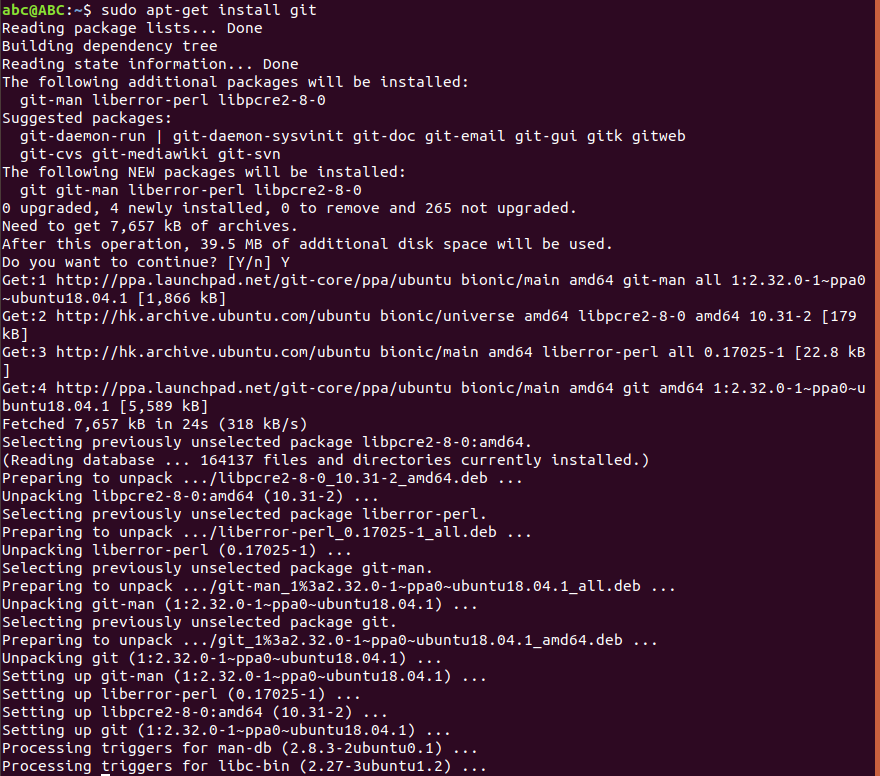 abc@ABC:~$ sudo apt-get install git
Reading package lists... Done
Building dependency tree
Reading state information... Done
The following additional packages will be installed:
  git-man liberror-perl libpcre2-8-0
Suggested packages:
  git-daemon-run | git-daemon-sysvinit git-doc git-email git-gui gitk gitweb
  git-cvs git-mediawiki git-svn
The following NEW packages will be installed:
  git git-man liberror-perl libpcre2-8-0
0 upgraded, 4 newly installed, 0 to remove and 265 not upgraded.
Need to get 7,657 kB of archives.
After this operation, 39.5 MB of additional disk space will be used.
Do you want to continue? [Y/n] Y
Get:1 http://ppa.launchpad.net/git-core/ppa/ubuntu bionic/main amd64 git-man all 1:2.32.0-1~ppa0
~ubuntu18.04.1 [1,866 kB]
Get:2 http://hk.archive.ubuntu.com/ubuntu bionic/universe amd64 libpcre2-8-0 amd64 10.31-2 [179 
kB]
Get:3 http://hk.archive.ubuntu.com/ubuntu bionic/main amd64 liberror-perl all 0.17025-1 [22.8 kB
]
Get:4 http://ppa.launchpad.net/git-core/ppa/ubuntu bionic/main amd64 git amd64 1:2.32.0-1~ppa0~u
buntu18.04.1 [5,589 kB]
Fetched 7,657 kB in 24s (318 kB/s)
Selecting previously unselected package libpcre2-8-0:amd64.
(Reading database ... 164137 files and directories currently installed.)
Preparing to unpack .../libpcre2-8-0_10.31-2_amd64.deb ...
Unpacking libpcre2-8-0:amd64 (10.31-2) ...
Selecting previously unselected package liberror-perl.
Preparing to unpack .../liberror-perl_0.17025-1_all.deb ...
Unpacking liberror-perl (0.17025-1) ...
Selecting previously unselected package git-man.
Preparing to unpack .../git-man_1%3a2.32.0-1~ppa0~ubuntu18.04.1_all.deb ...
Unpacking git-man (1:2.32.0-1~ppa0~ubuntu18.04.1) ...
Selecting previously unselected package git.
Preparing to unpack .../git_1%3a2.32.0-1~ppa0~ubuntu18.04.1_amd64.deb ...
Unpacking git (1:2.32.0-1~ppa0~ubuntu18.04.1) ...
Setting up git-man (1:2.32.0-1~ppa0~ubuntu18.04.1) ...
Setting up liberror-perl (0.17025-1) ...
Setting up libpcre2-8-0:amd64 (10.31-2) ...
Setting up git (1:2.32.0-1~ppa0~ubuntu18.04.1) ...
Processing triggers for man-db (2.8.3-2ubuntu0.1) ...
Processing triggers for libc-bin (2.27-3ubuntu1.2) ...